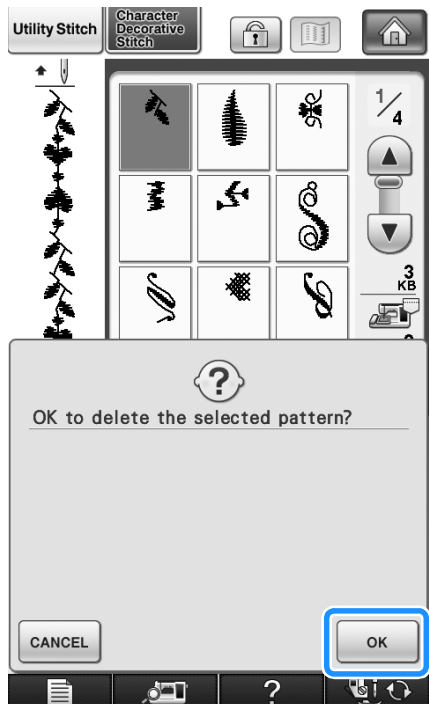 Utility Stitch
Character
Decorative
Stitch
1/4
3
KB
OK to delete the selected pattern?
CANCEL
OK
?